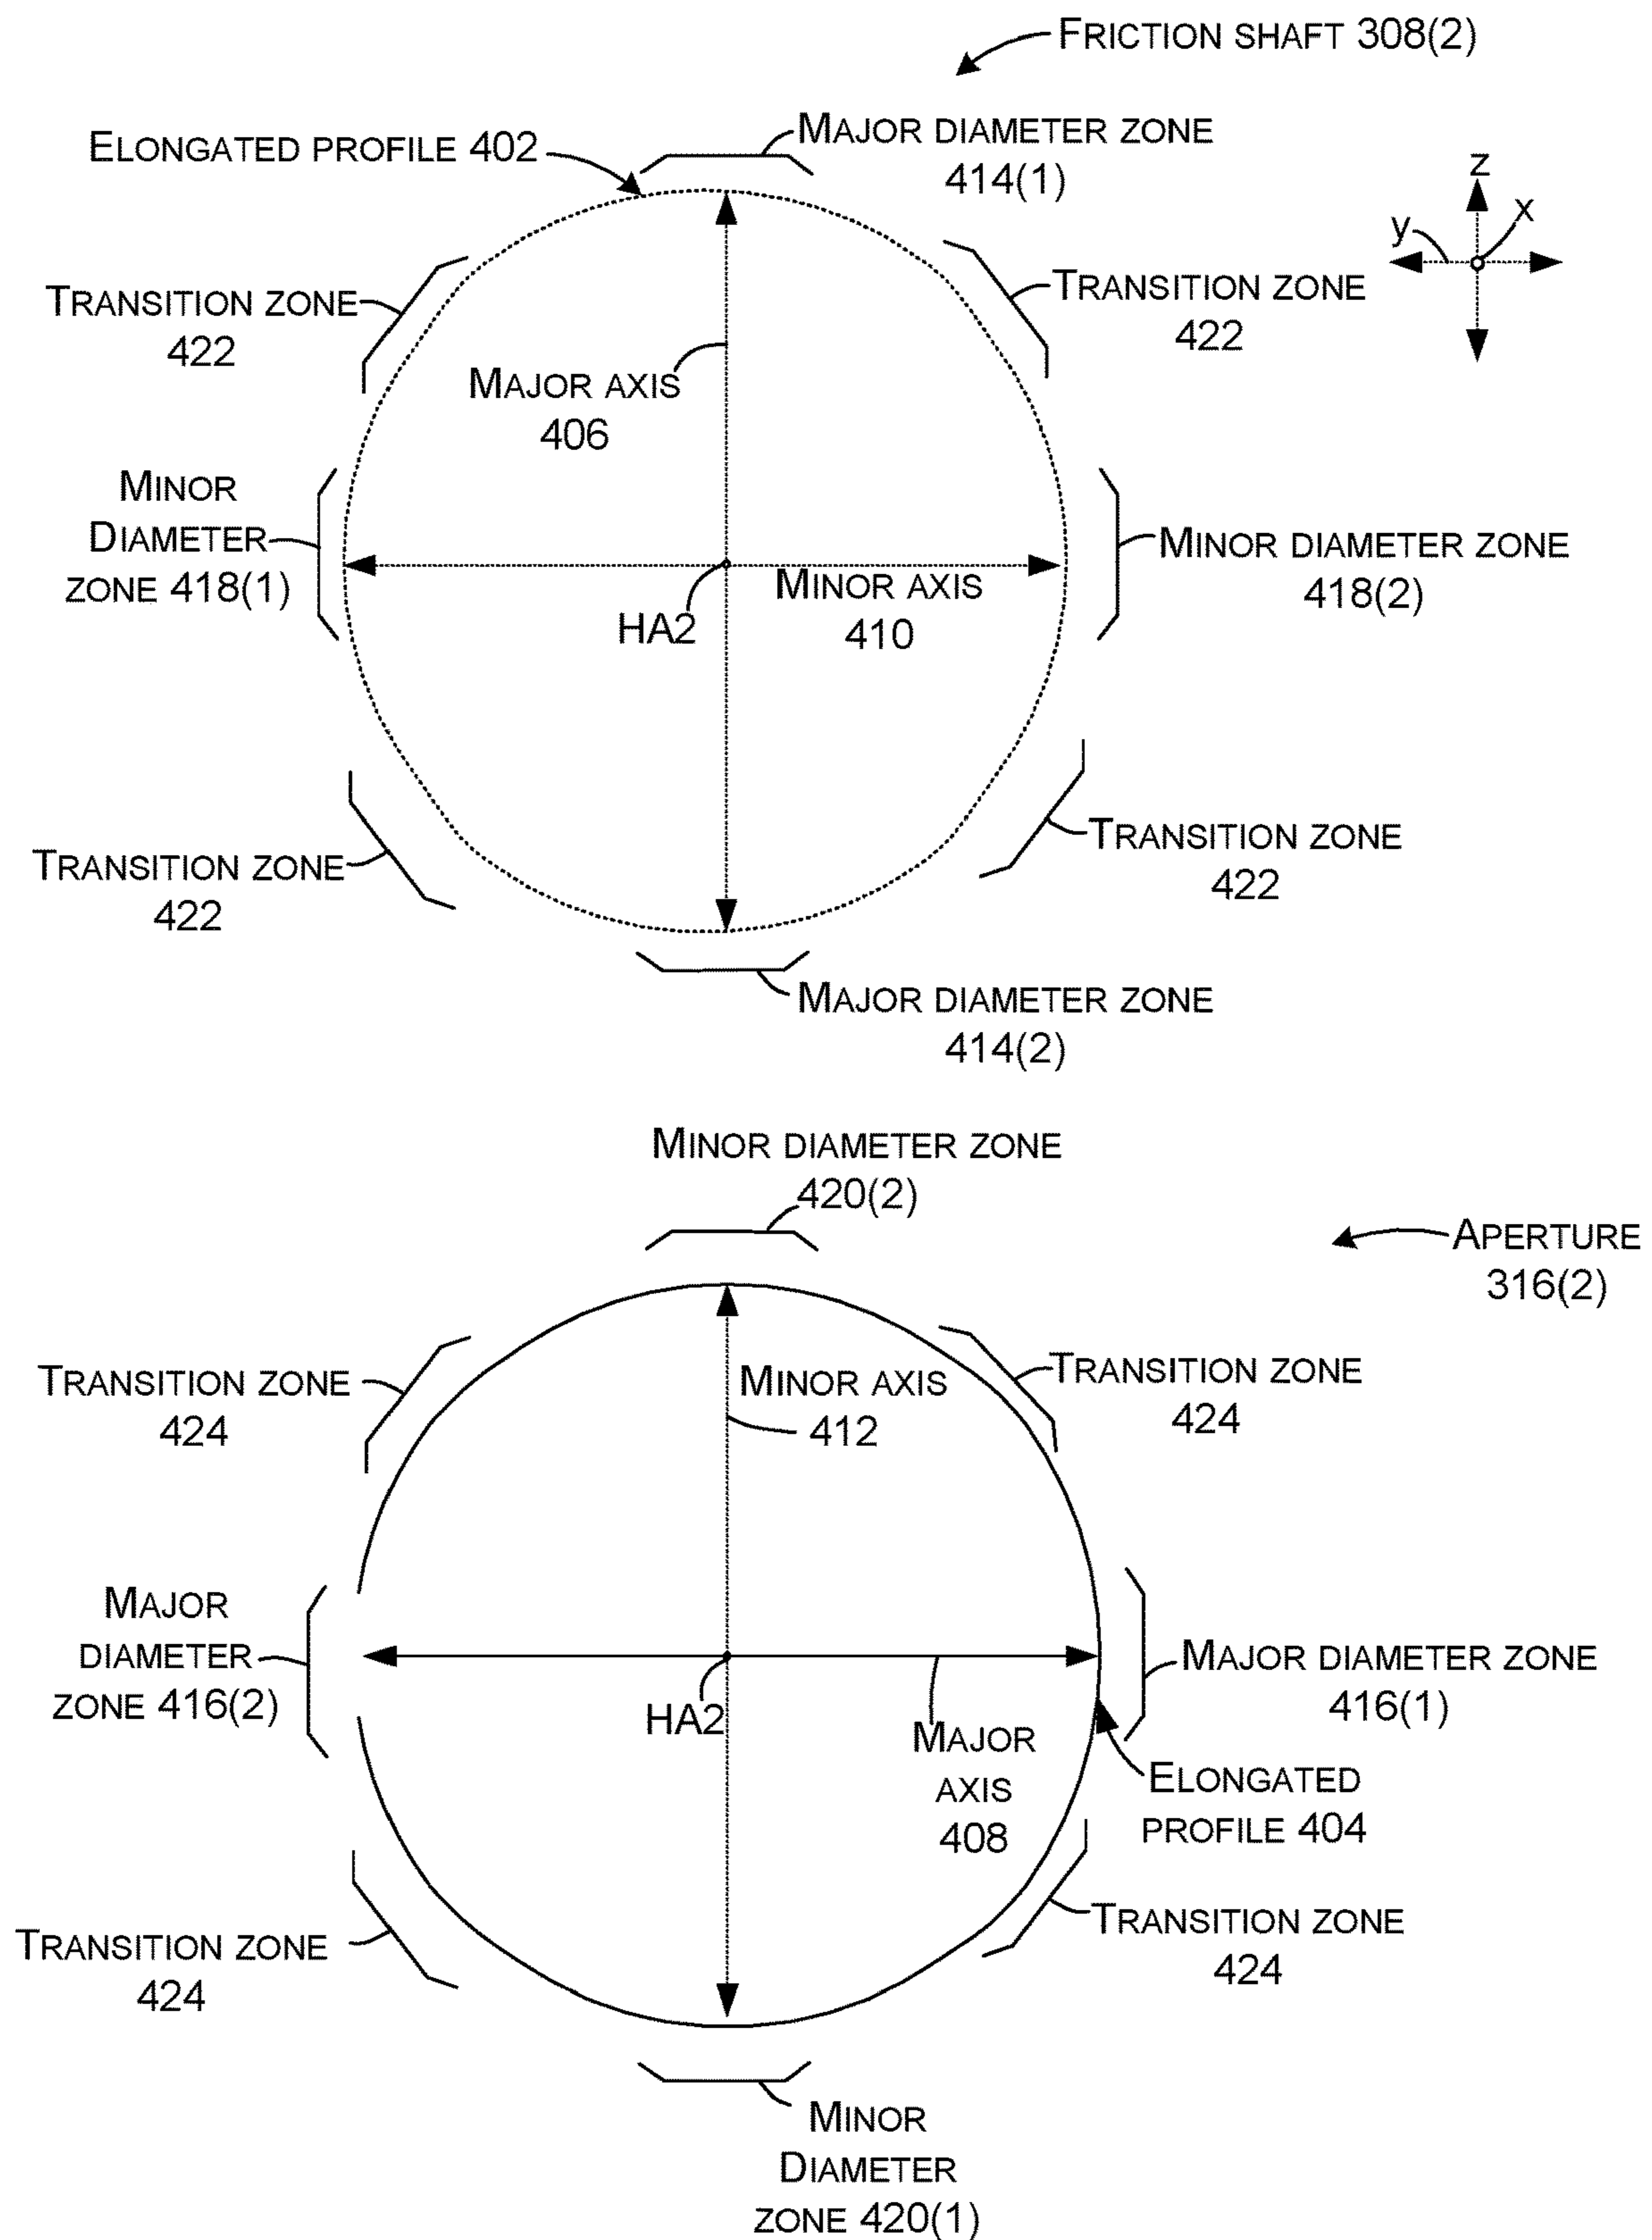 FRICTION SHAFT 308(2)
MAJOR DIAMETER ZONE
414(1)
ELONGATED PROFILE 402
z
x
y
TRANSITION ZONE
422
TRANSITION ZONE
422
MAJOR AXIS
406
MINOR
DIAMETER
ZONE 418(1)
MINOR DIAMETER ZONE
418(2)
MINOR AXIS
410
HA2
TRANSITION ZONE
422
TRANSITION ZONE
422
MAJOR DIAMETER ZONE
414(2)
MINOR DIAMETER ZONE
420(2)
APERTURE
316(2)
TRANSITION ZONE
424
MINOR AXIS
412
TRANSITION ZONE
424
MAJOR
DIAMETER
ZONE 416(2)
MAJOR DIAMETER ZONE
416(1)
HA2
MAJOR
AXIS
408
ELONGATED
PROFILE 404
TRANSITION ZONE
424
TRANSITION ZONE
424
MINOR
DIAMETER
ZONE 420(1)